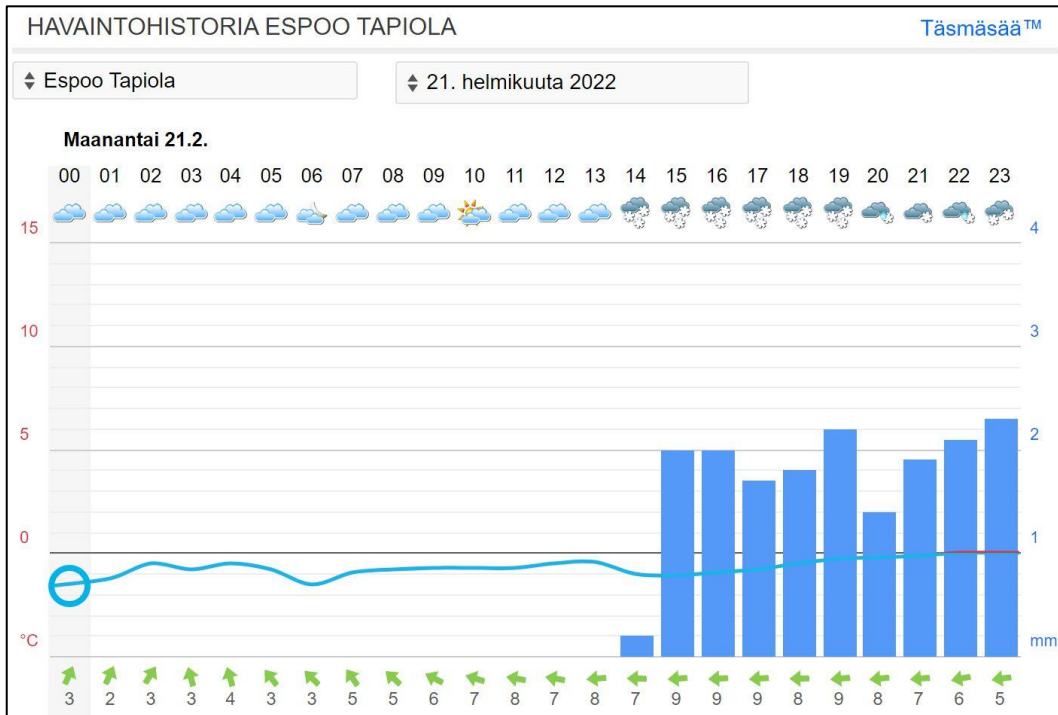 HAVAINTOHISTORIA ESPOO TAPIOLA Täsmäsää™
Espoo Tapiola 21. helmikuuta 2022
Maanantai 21.2.
00 01 02 03 04 05 06 07 08 09 10 11 12 13 14 15 16 17 18 19 20 21 22 23
15 4
10 3
5 2
0 1
°C mm
3 2 3 3 4 3 3 5 5 6 7 8 7 8 7 9 9 9 8 9 8 7 6 5